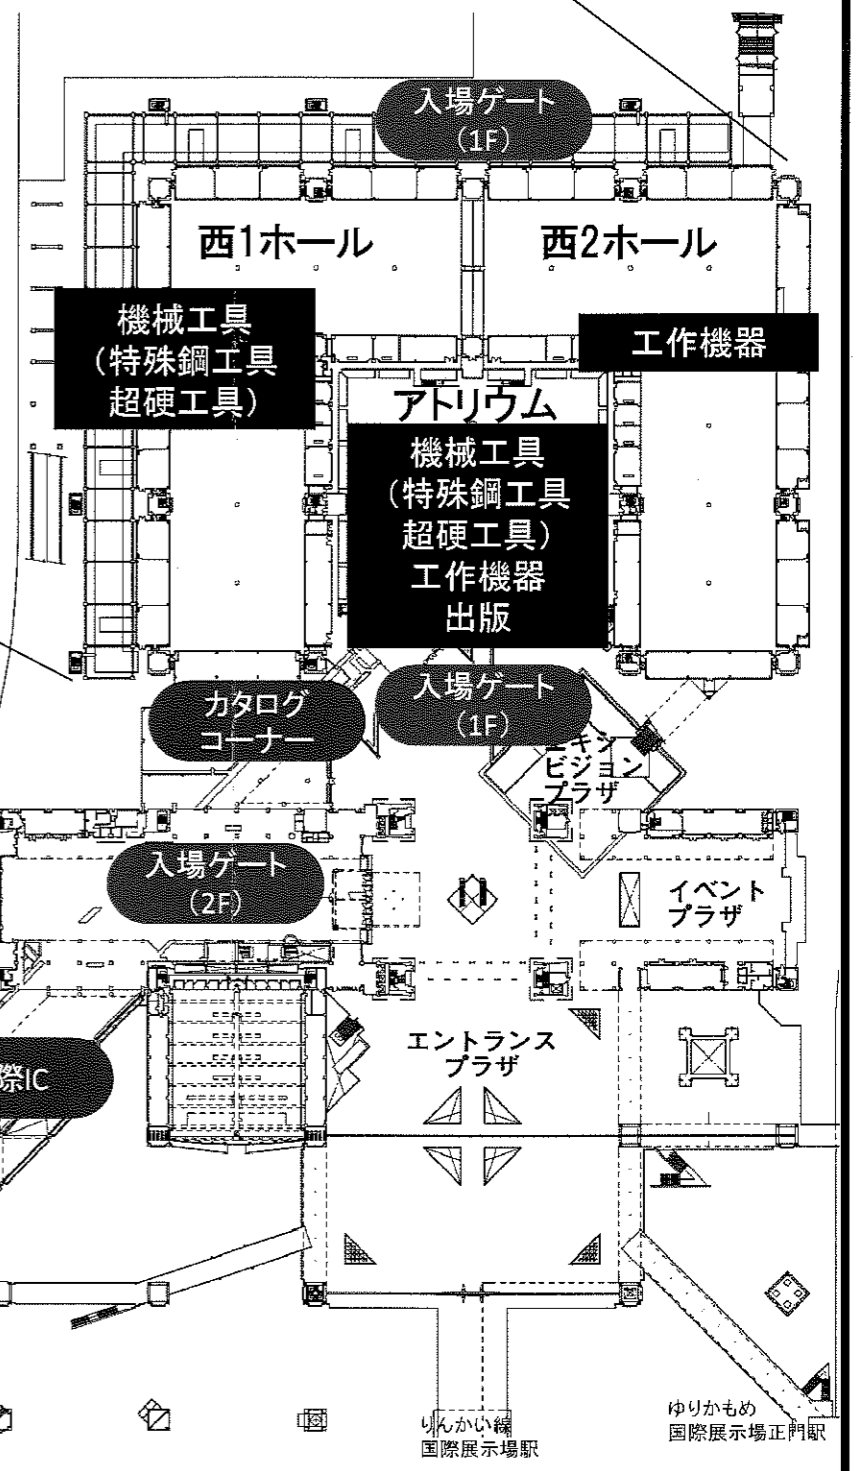 入場ゲート
(1F)
西1ホール
西2ホール
機械工具
(特殊鋼工具
超硬工具)
工作機器
アトリウム
機械工具
(特殊鋼工具
超硬工具)
工作機器
出版
カタログ
コーナー
入場ゲート
(1F)
エキシ
ビジョン
プラザ
入場ゲート
(2F)
イベント
プラザ
エントランス
プラザ
際IC
りんかい線
国際展示場駅
ゆりかもめ
国際展示場正門駅